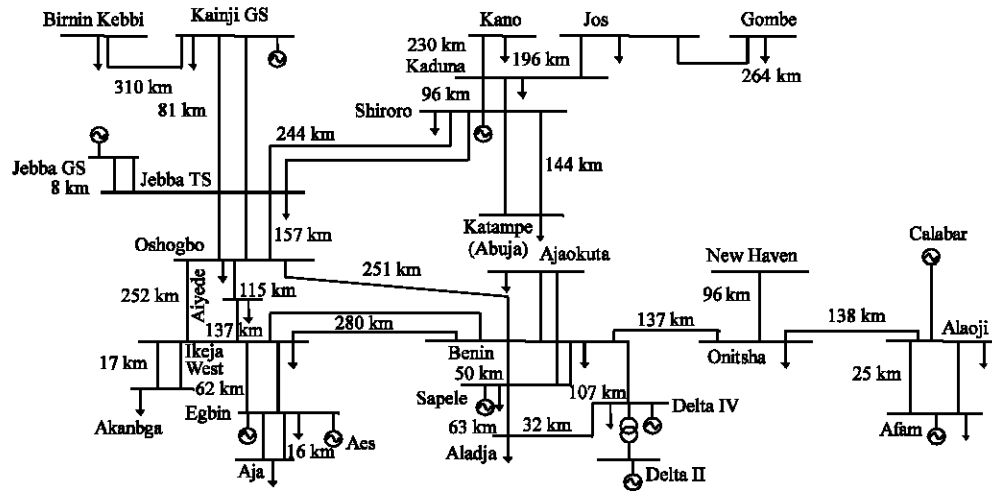 Birnin Kebbi
Kainji GS
Kano
Jos
Gombe
230 km
196 km
Kaduna
264 km
310 km
81 km
96 km
Shiroro
244 km
144 km
Jebba GS
8 km
Jebba TS
157 km
Katampe
(Abuja)
Oshogbo
Ajaokuta
New Haven
Calabar
251 km
252 km
Aiyede
115 km
96 km
137 km
280 km
137 km
138 km
Alaoji
17 km
Ikeja
West
Benin
50 km
Onitsha
25 km
62 km
Sapele
107 km
Akanbga
Egbin
63 km
32 km
Delta IV
Afam
16 km
Aes
Aladja
Aja
Delta II